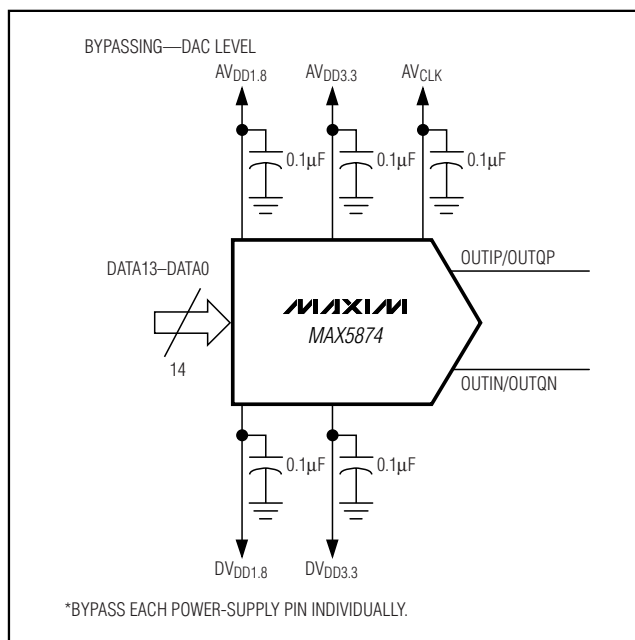 BYPASSING—DAC LEVEL
AVDD1.8 AVDD3.3 AVCLK
0.1µF 0.1µF 0.1µF
DATA13–DATA0
OUTIP/OUTQP
MAXIM
MAX5874
14
OUTIN/OUTQN
0.1µF 0.1µF
DVDD1.8 DVDD3.3
*BYPASS EACH POWER-SUPPLY PIN INDIVIDUALLY.